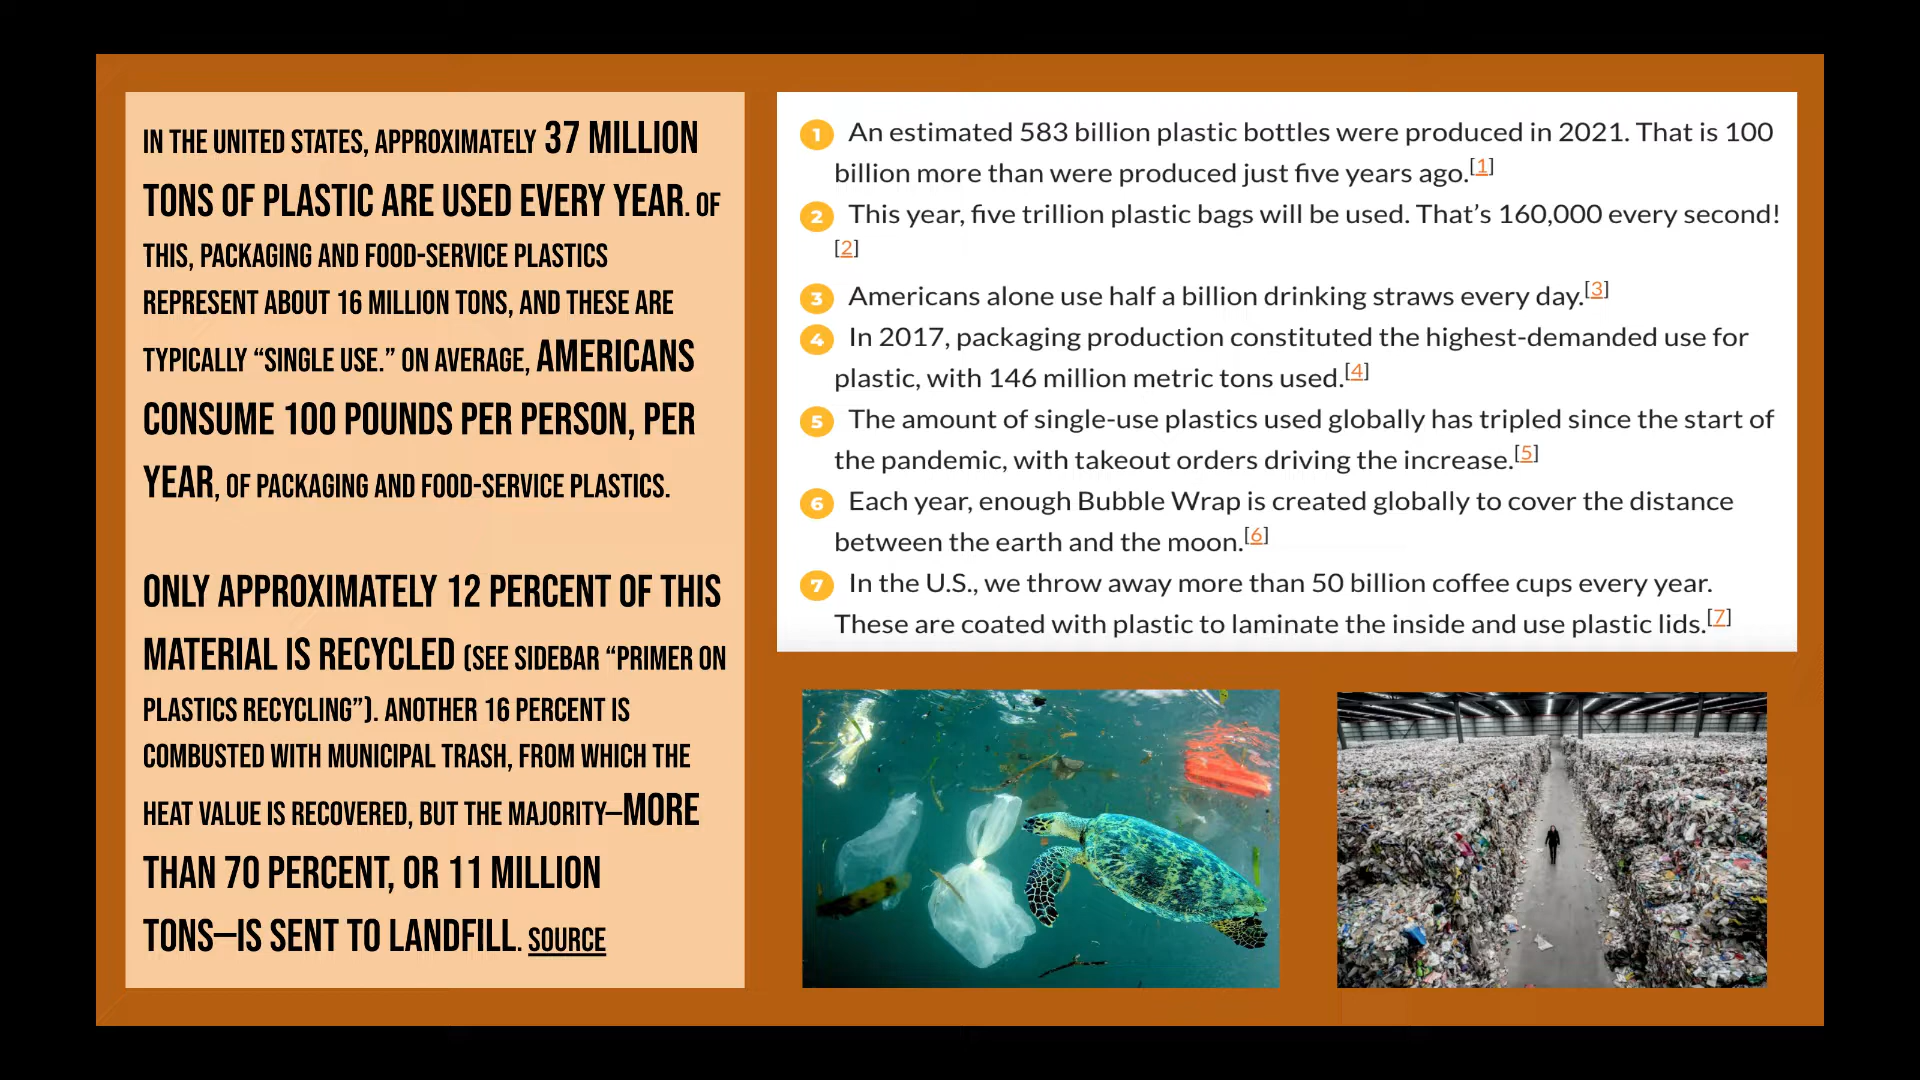 IN THE UNITED STATES, APPROXIMATELY 37 MILLION
TONS OF PLASTIC ARE USED EVERY YEAR. OF
THIS, PACKAGING AND FOOD-SERVICE PLASTICS
REPRESENT ABOUT 16 MILLION TONS, AND THESE ARE
TYPICALLY “SINGLE USE.” ON AVERAGE, AMERICANS
CONSUME 100 POUNDS PER PERSON, PER
YEAR, OF PACKAGING AND FOOD-SERVICE PLASTICS.
ONLY APPROXIMATELY 12 PERCENT OF THIS
MATERIAL IS RECYCLED (SEE SIDEBAR “PRIMER ON
PLASTICS RECYCLING”). ANOTHER 16 PERCENT IS
COMBUSTED WITH MUNICIPAL TRASH, FROM WHICH THE
HEAT VALUE IS RECOVERED, BUT THE MAJORITY—MORE
THAN 70 PERCENT, OR 11 MILLION
TONS—IS SENT TO LANDFILL. SOURCE
1 An estimated 583 billion plastic bottles were produced in 2021. That is 100
billion more than were produced just five years ago.[1]
2 This year, five trillion plastic bags will be used. That’s 160,000 every second!
[2]
3 Americans alone use half a billion drinking straws every day.[3]
4 In 2017, packaging production constituted the highest-demanded use for
plastic, with 146 million metric tons used.[4]
5 The amount of single-use plastics used globally has tripled since the start of
the pandemic, with takeout orders driving the increase.[5]
6 Each year, enough Bubble Wrap is created globally to cover the distance
between the earth and the moon.[6]
7 In the U.S., we throw away more than 50 billion coffee cups every year.
These are coated with plastic to laminate the inside and use plastic lids.[7]